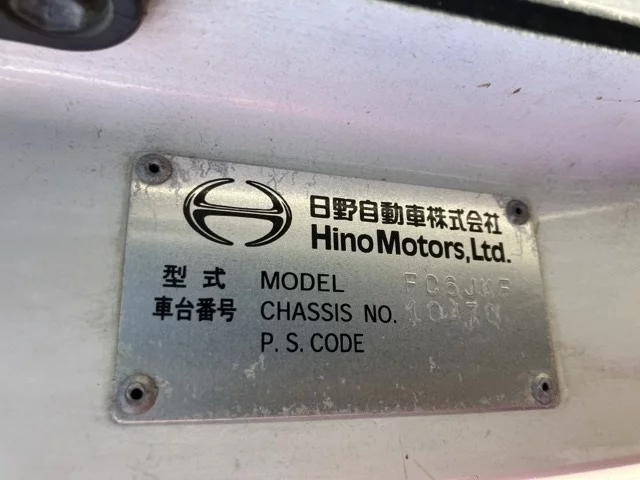 日野自動車株式会社
Hino Motors, Ltd.
型式 MODEL
車台番号 CHASSIS NO.
P. S. CODE